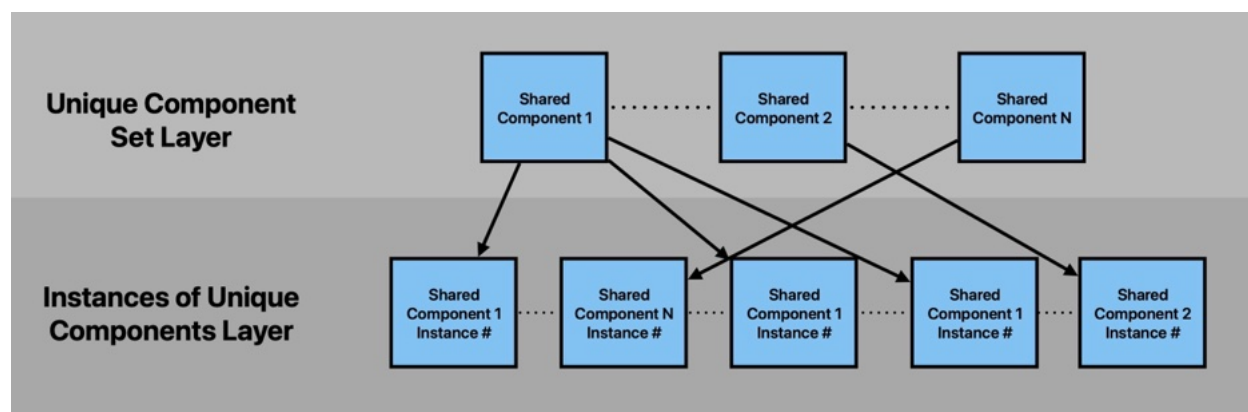 Unique Component
Set Layer
Shared
Component 1
Shared
Component 2
Shared
Component N
Instances of Unique
Components Layer
Shared
Component 1
Instance #
Shared
Component N
Instance #
Shared
Component 1
Instance #
Shared
Component 1
Instance #
Shared
Component 2
Instance #